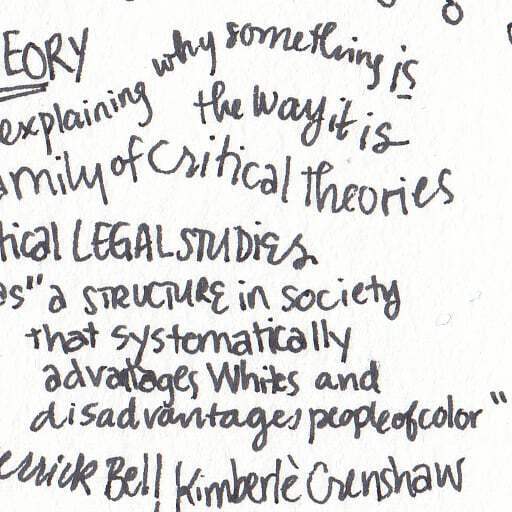 EORY
why something is
explaining the way it is
amily of Critical Theories
tical LEGAL STUDIES
as "a STRUCTURE in society
that systematically
advantages Whites and
disadvantages people of color"
errick Bell Kimberlè Crenshaw